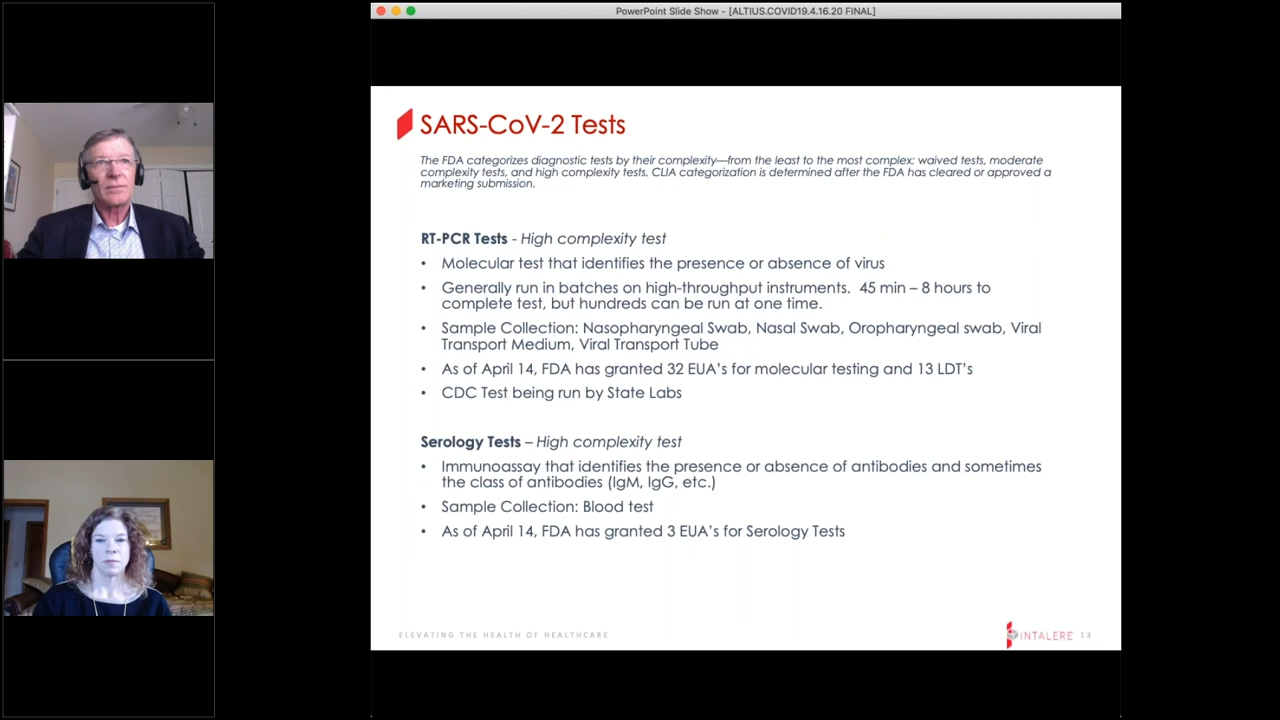 PowerPoint Slide Show - [ALTIUS.COVID19.4.16.20 FINAL]
SARS-CoV-2 Tests
The FDA categorizes diagnostic tests by their complexity—from the least to the most complex: waived tests, moderate
complexity tests, and high complexity tests. CLIA categorization is determined after the FDA has cleared or approved a
marketing submission.
RT-PCR Tests - High complexity test
• Molecular test that identifies the presence or absence of virus
• Generally run in batches on high-throughput instruments.  45 min – 8 hours to
complete test, but hundreds can be run at one time.
• Sample Collection: Nasopharyngeal Swab, Nasal Swab, Oropharyngeal swab, Viral
Transport Medium, Viral Transport Tube
• As of April 14, FDA has granted 32 EUA's for molecular testing and 13 LDT's
• CDC Test being run by State Labs
Serology Tests – High complexity test
• Immunoassay that identifies the presence or absence of antibodies and sometimes
the class of antibodies (IgM, IgG, etc.)
• Sample Collection: Blood test
• As of April 14, FDA has granted 3 EUA's for Serology Tests
ELEVATING THE HEALTH OF HEALTHCARE
INTALERE 13